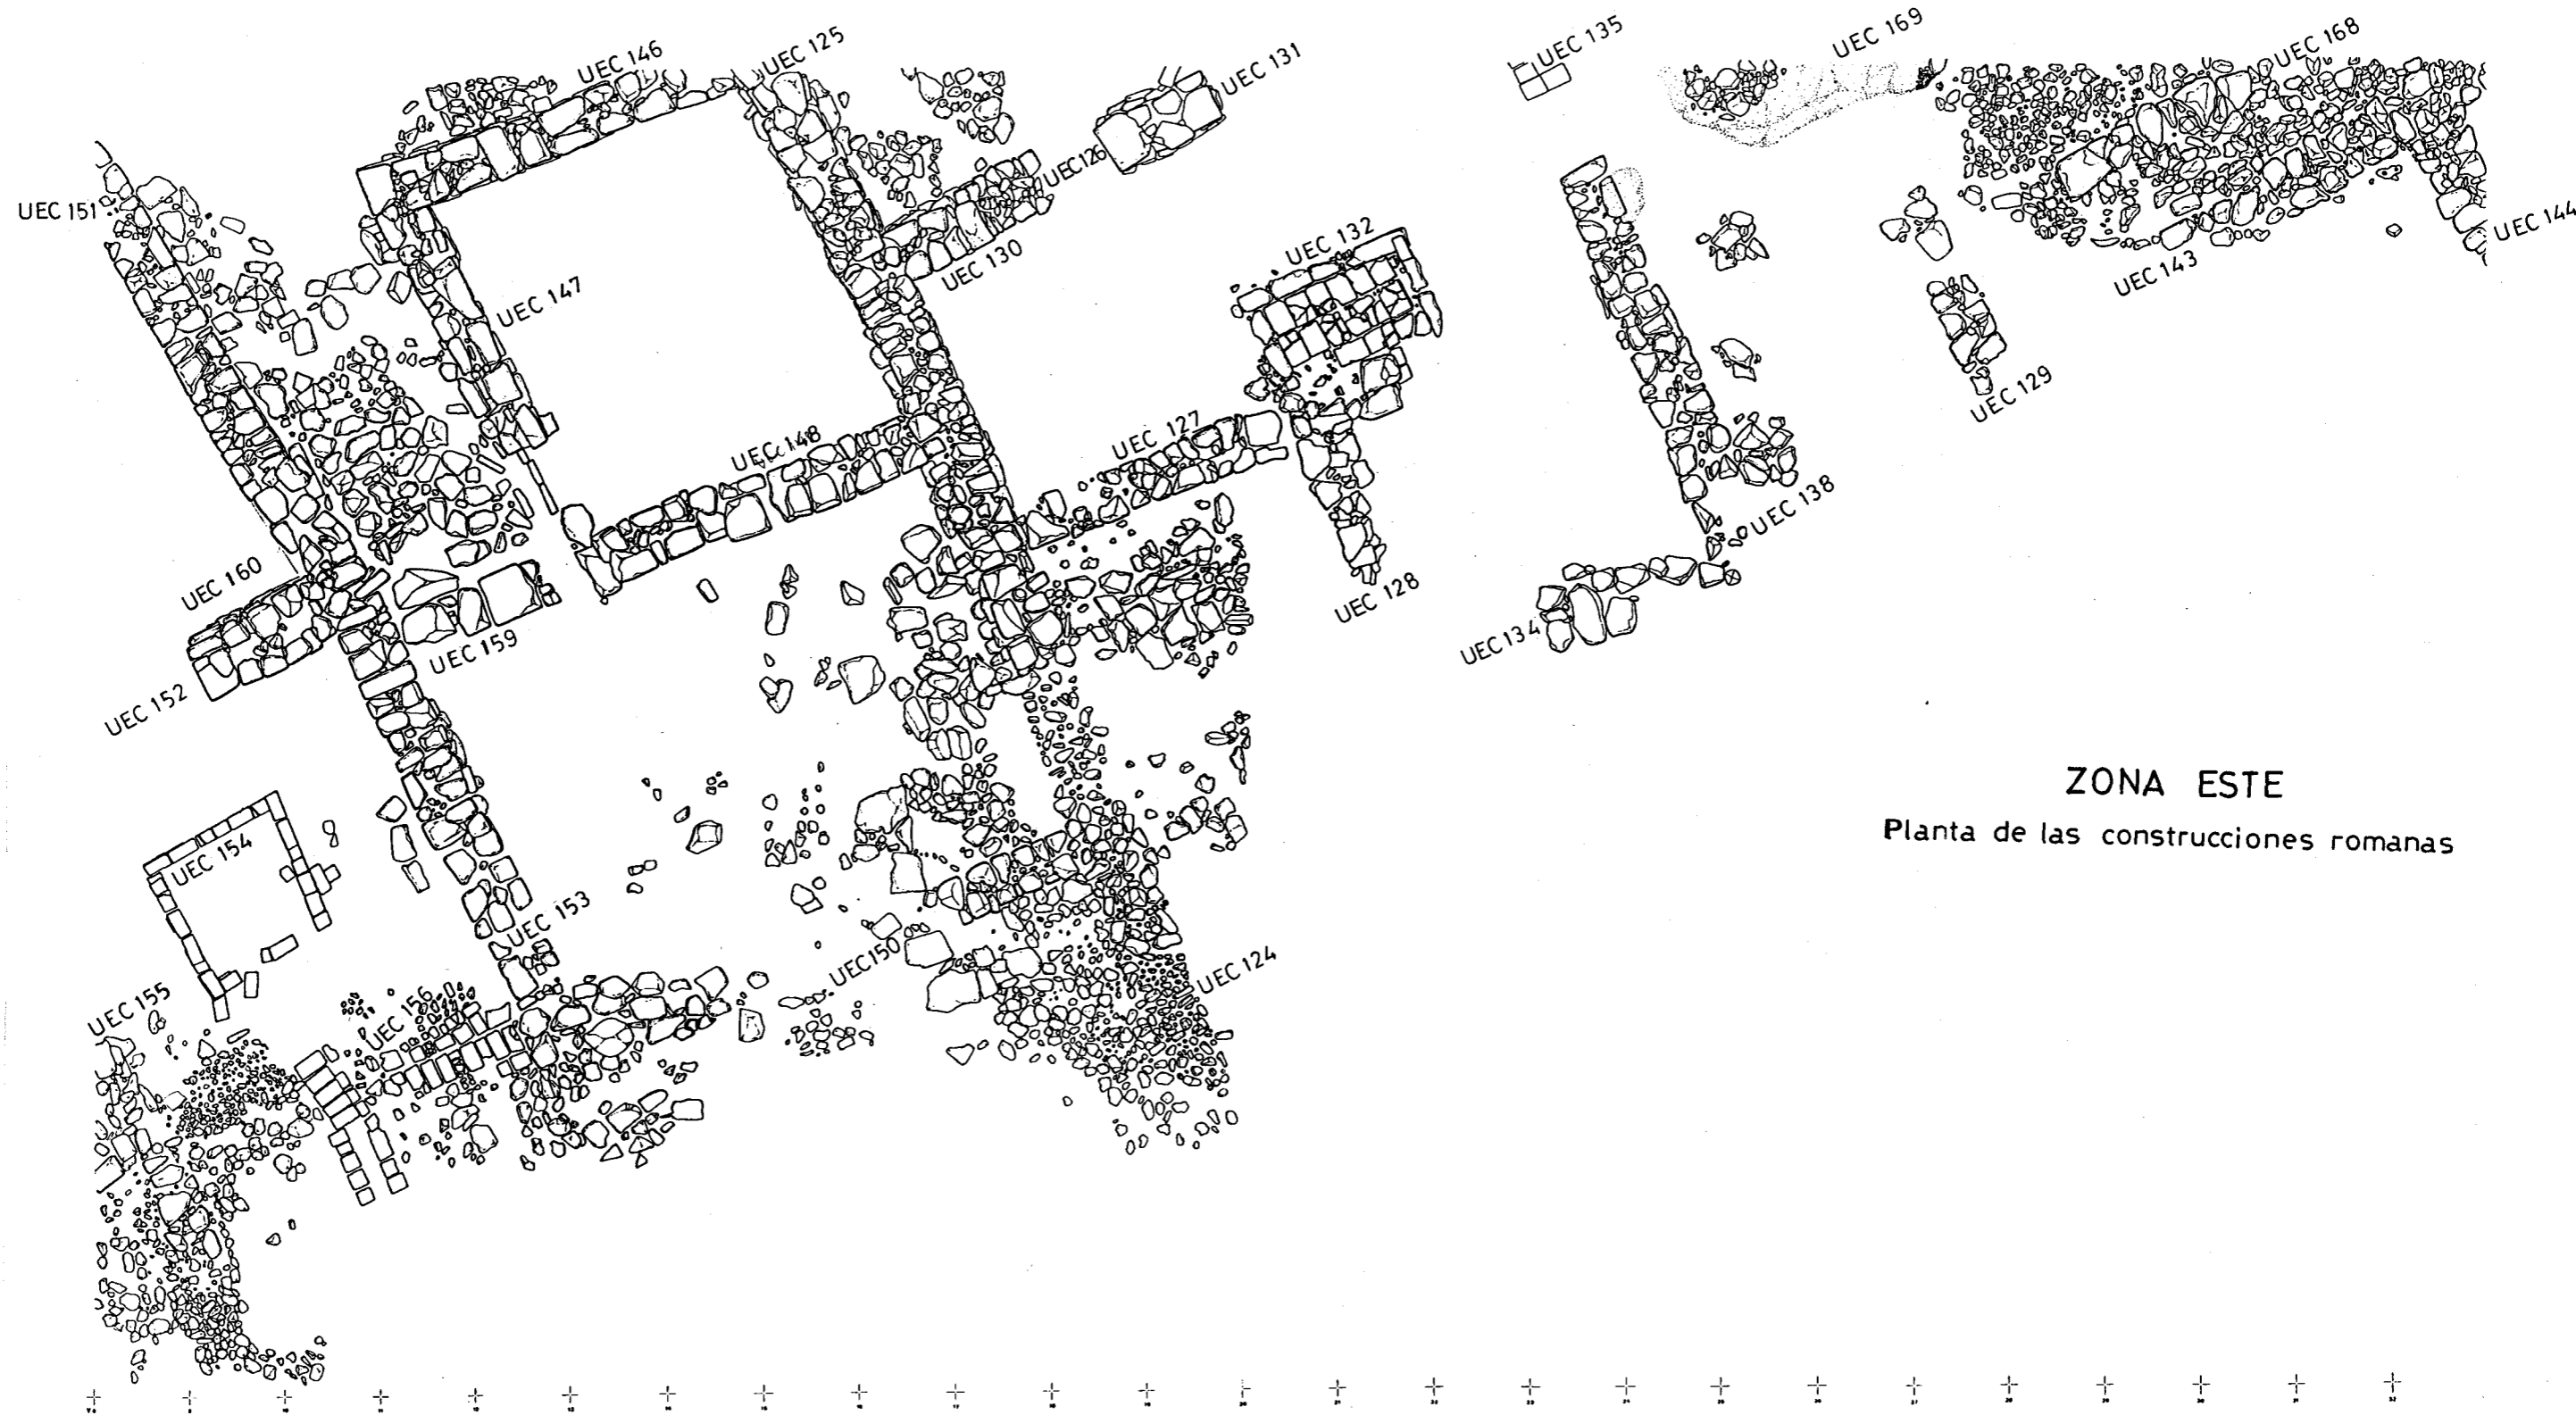 UEC 146
UEC 125
UEC 131
UEC 135
UEC 169
UEC 168
UEC 151
UEC 126
UEC 130
UEC 132
UEC 144
UEC 143
UEC 147
UEC 129
UEC 148
UEC 127
UEC 138
UEC 160
UEC 128
UEC 134
UEC 159
UEC 152
ZONA ESTE
Planta de las construcciones romanas
UEC 154
UEC 153
UEC 150
UEC 124
UEC 155
UEC 156